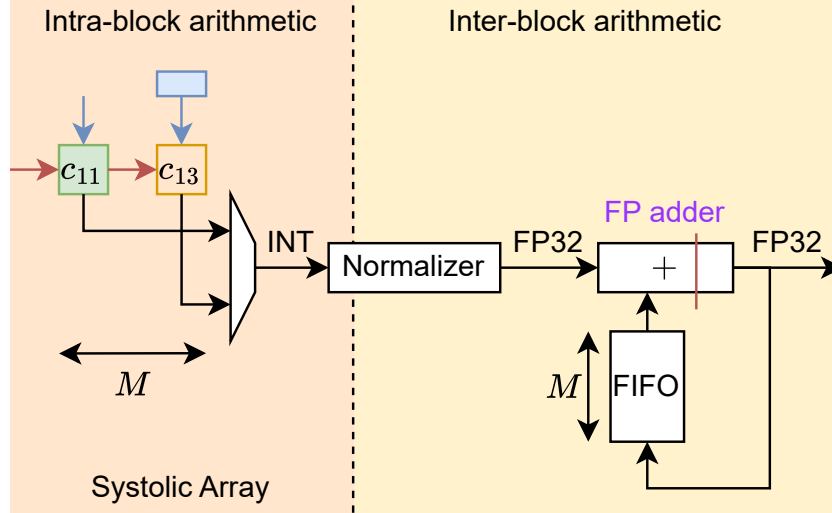 Intra-block arithmetic
Inter-block arithmetic
c₁₁
c₁₃
FP adder
INT
FP32
FP32
Normalizer
+
M
M
FIFO
Systolic Array